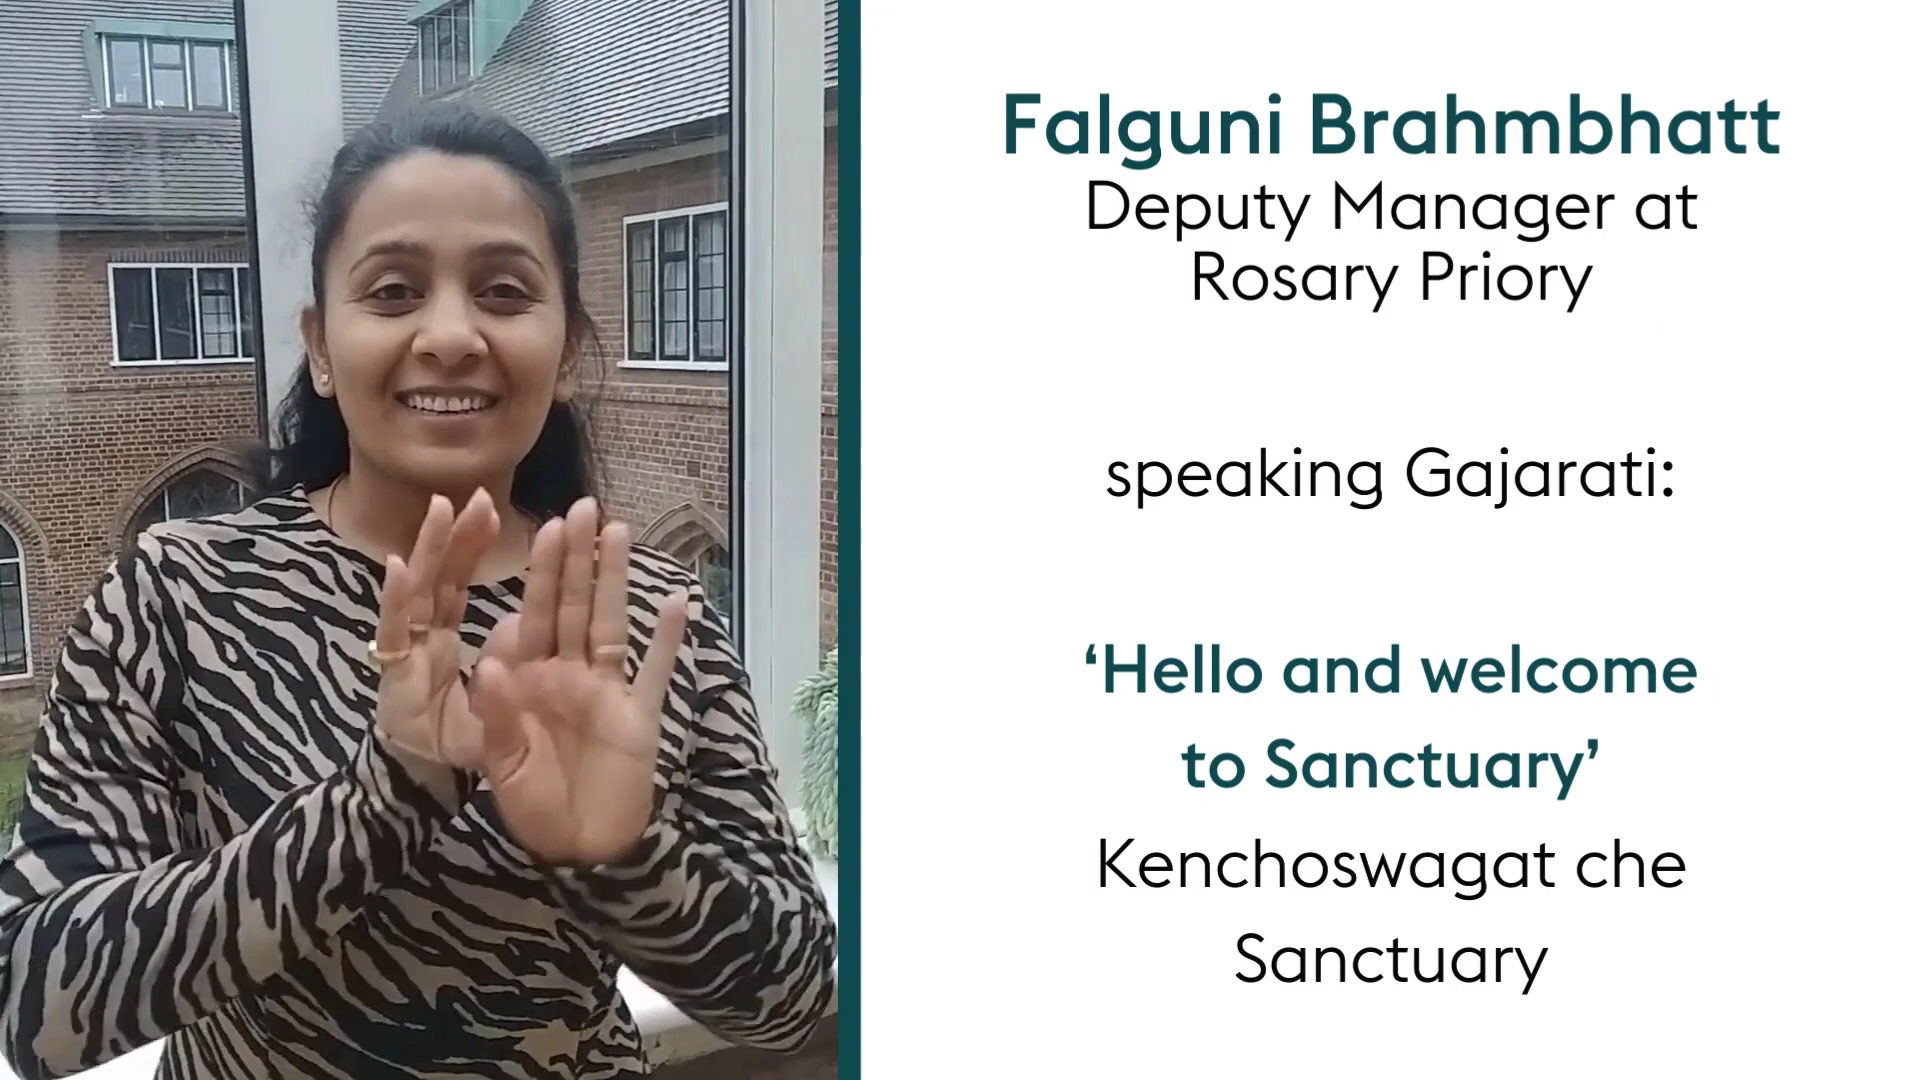 Falguni Brahmbhatt
Deputy Manager at
Rosary Priory
speaking Gajarati:
‘Hello and welcome
to Sanctuary’
Kenchoswagat che
Sanctuary